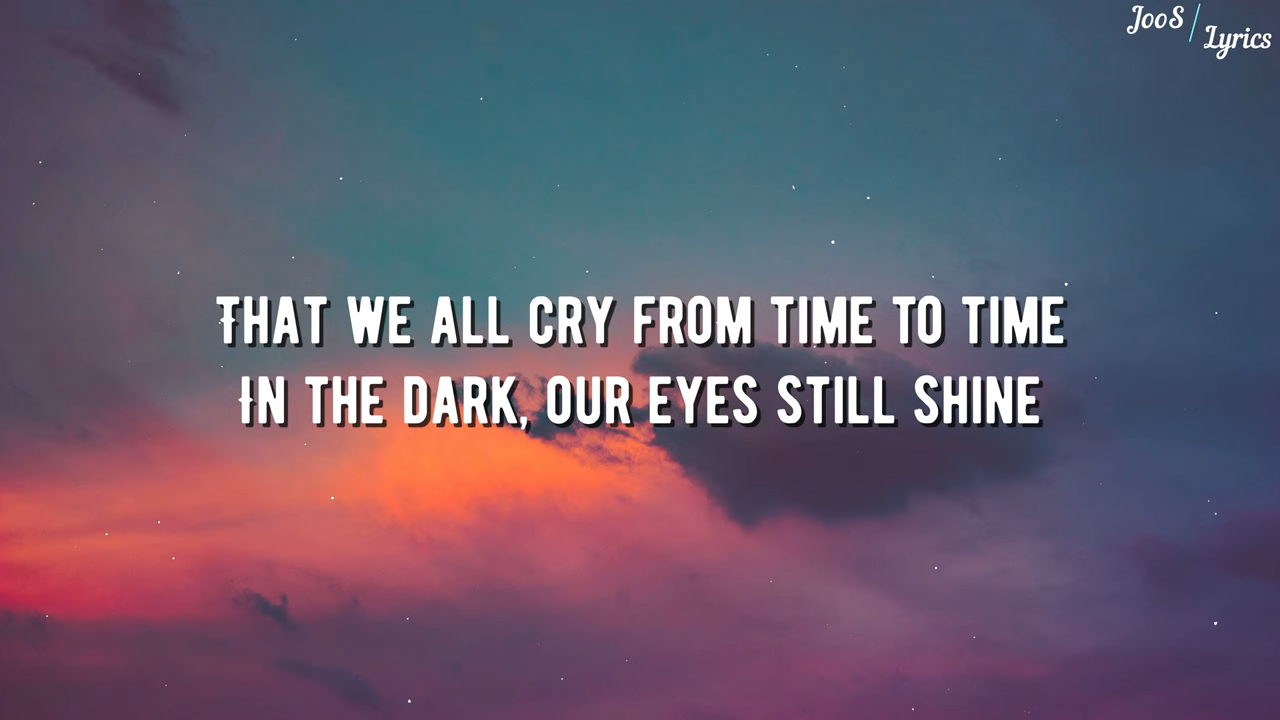 JooS /
Lyrics
THAT WE ALL CRY FROM TIME TO TIME
IN THE DARK, OUR EYES STILL SHINE